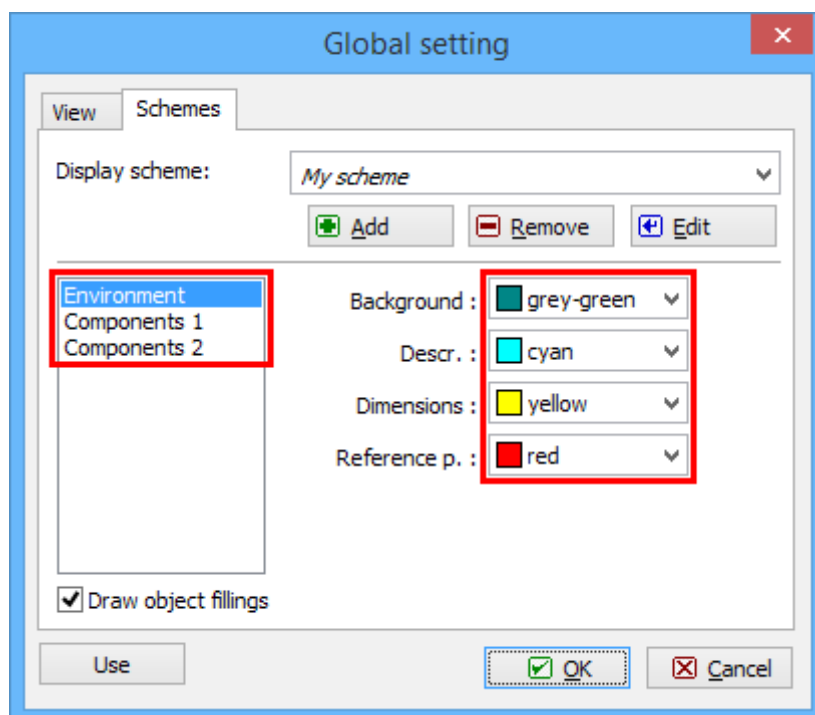 Global setting
View Schemes
Display scheme: My scheme
Add Remove Edit
Environment
Components 1
Components 2
Background : grey-green
Descr. : cyan
Dimensions : yellow
Reference p. : red
Draw object fillings
Use OK Cancel